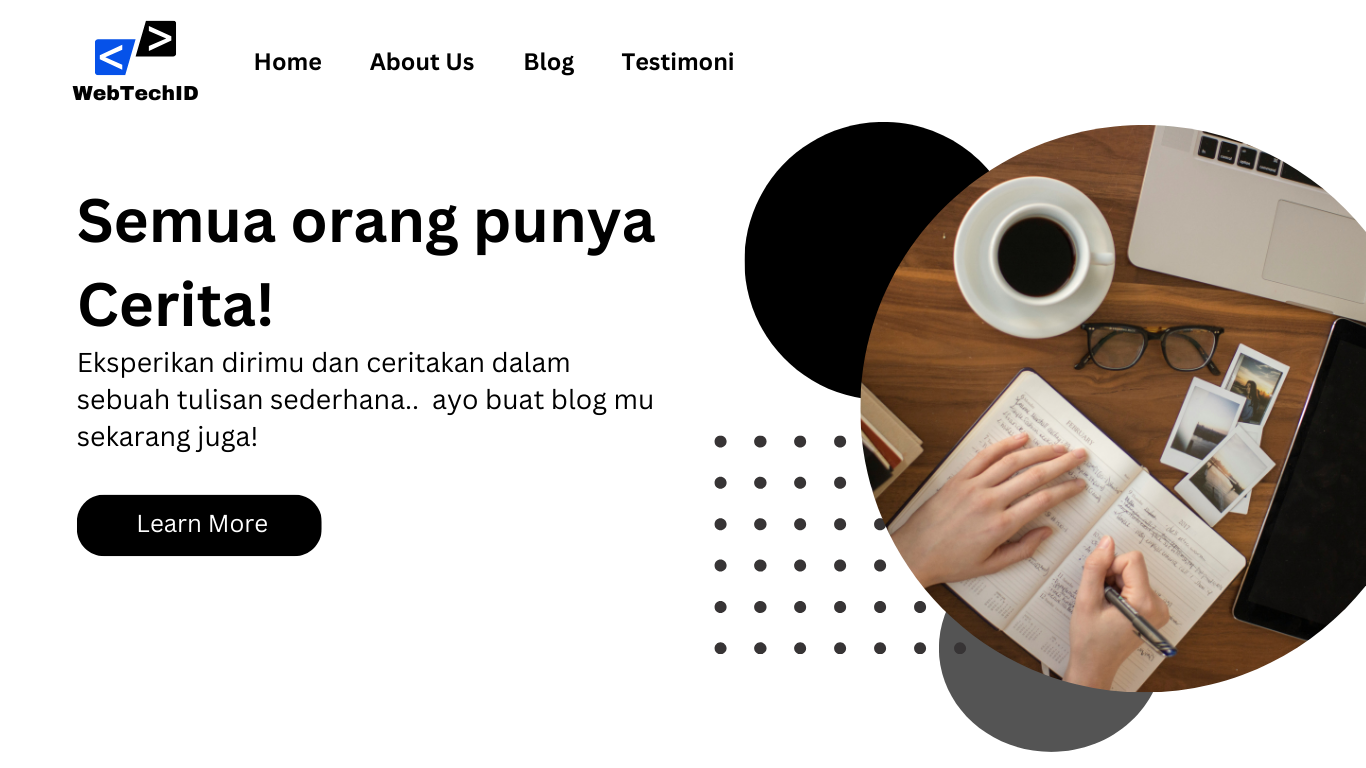 WebTechID
Home About Us Blog Testimoni
Semua orang punya
Cerita!
Eksperikan dirimu dan ceritakan dalam
sebuah tulisan sederhana.. ayo buat blog mu
sekarang juga!
Learn More
FEBRUARY